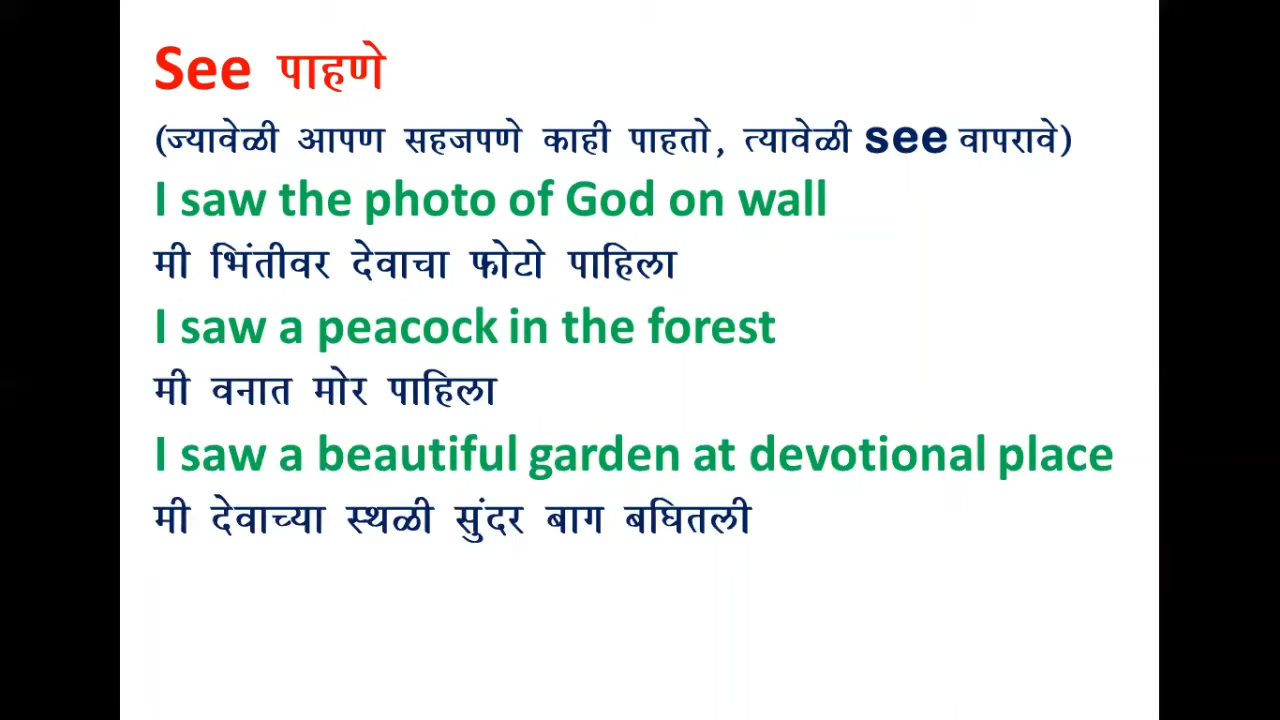 See पाहणे
(ज्यावेळी आपण सहजपणे काही पाहतो, त्यावेळी see वापरावे)
I saw the photo of God on wall
मी भिंतीवर देवाचा फोटो पाहिला
I saw a peacock in the forest
मी वनात मोर पाहिला
I saw a beautiful garden at devotional place
मी देवाच्या स्थळी सुंदर बाग बघितली